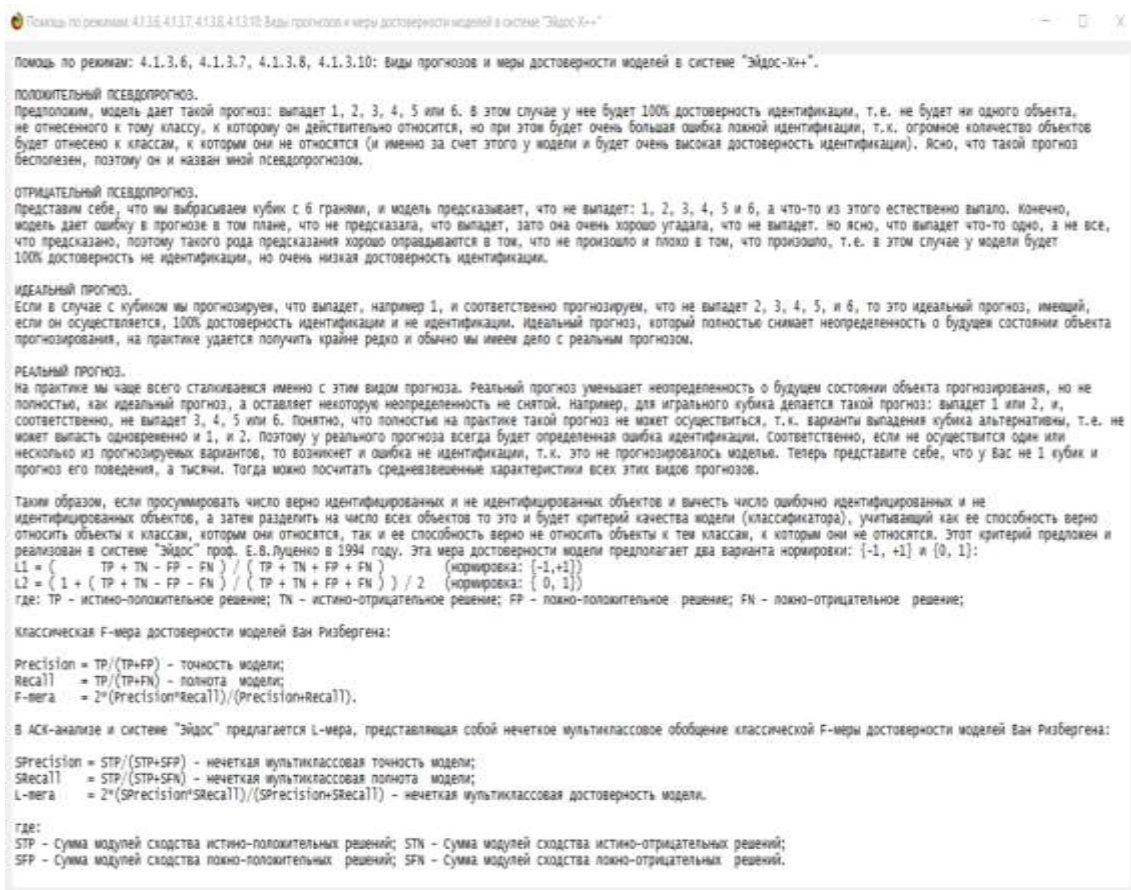 Помощь по режимам: 4.1.3.6, 4.1.3.7, 4.1.3.8, 4.1.3.10: Виды прогнозов и меры достоверности моделей в системе "Эйдос-Х++"
Помощь по режимам: 4.1.3.6, 4.1.3.7, 4.1.3.8, 4.1.3.10: Виды прогнозов и меры достоверности моделей в системе "Эйдос-Х++".
ПОЛОЖИТЕЛЬНЫЙ ПСЕВДОПРОГНОЗ.
Предположим, модель дает такой прогноз: выпадет 1, 2, 3, 4, 5 или 6. В этом случае у нее будет 100% достоверность идентификации, т.е. не будет ни одного объекта,
не отнесенного к тому классу, к которому он действительно относится, но при этом будет очень большая ошибка ложной идентификации, т.к. огромное количество объектов
будет отнесено к классам, к которым они не относятся (и именно за счет этого у модели и будет очень высокая достоверность идентификации). Ясно, что такой прогноз
бесполезен, поэтому он и назван мной псевдопрогнозом.
ОТРИЦАТЕЛЬНЫЙ ПСЕВДОПРОГНОЗ.
Представим себе, что мы выбрасываем кубик с 6 гранями, и модель предсказывает, что не выпадет: 1, 2, 3, 4, 5 и 6, а что-то из этого естественно выпало. Конечно,
модель дает ошибку в прогнозе в том плане, что не предсказала, что выпадет, зато она очень хорошо угадала, что не выпадет. Но ясно, что выпадет что-то одно, а не все,
что предсказано, поэтому такого рода предсказания хорошо оправдываются в том, что не произошло и плохо в том, что произошло, т.е. в этом случае у модели будет
100% достоверность не идентификации, но очень низкая достоверность идентификации.
ИДЕАЛЬНЫЙ ПРОГНОЗ.
Если в случае с кубиком мы прогнозируем, что выпадет, например 1, и соответственно прогнозируем, что не выпадет 2, 3, 4, 5, и 6, то это идеальный прогноз, имеющий,
если он осуществляется, 100% достоверность идентификации и не идентификации. Идеальный прогноз, который полностью снимает неопределенность о будущем состоянии объекта
прогнозирования, на практике удается получить крайне редко и обычно мы имеем дело с реальным прогнозом.
РЕАЛЬНЫЙ ПРОГНОЗ.
На практике мы чаще всего сталкиваемся именно с этим видом прогноза. Реальный прогноз уменьшает неопределенность о будущем состоянии объекта прогнозирования, но не
полностью, как идеальный прогноз, а оставляет некоторую неопределенность не снятой. Например, для игрального кубика делается такой прогноз: выпадет 1 или 2, и,
соответственно, не выпадет 3, 4, 5 или 6. Понятно, что полностью на практике такой прогноз не может осуществиться, т.к. варианты выпадения кубика альтернативны, т.е. не
может выпасть одновременно и 1, и 2. Поэтому у реального прогноза всегда будет определенная ошибка идентификации. Соответственно, если не осуществится один или
несколько из прогнозируемых вариантов, то возникнет и ошибка не идентификации, т.к. это не прогнозировалось моделью. Теперь представите себе, что у Вас не 1 кубик и
прогноз его поведения, а тысячи. Тогда можно посчитать средневзвешенные характеристики всех этих видов прогнозов.
Таким образом, если просуммировать число верно идентифицированных и не идентифицированных объектов и вычесть число ошибочно идентифицированных и не
идентифицированных объектов, а затем разделить на число всех объектов то это и будет критерий качества модели (классификатора), учитывающий как ее способность верно
относить объекты к классам, которым они относятся, так и ее способность верно не относить объекты к тем классам, к которым они не относятся. Этот критерий предложен и
реализован в системе "Эйдос" проф. Е.В.Луценко в 1994 году. Эта мера достоверности модели предполагает два варианта нормировки: {-1, +1} и {0, 1}:
L1 = ( TP + TN - FP - FN ) / ( TP + TN + FP + FN ) (нормировка: {-1,+1})
L2 = ( 1 + ( TP + TN - FP - FN ) / ( TP + TN + FP + FN ) ) / 2 (нормировка: { 0, 1})
где: TP - истино-положительное решение; TN - истино-отрицательное решение; FP - ложно-положительное решение; FN - ложно-отрицательное решение;
Классическая F-мера достоверности моделей Ван Ризбергена:
Precision = TP/(TP+FP) - точность модели;
Recall = TP/(TP+FN) - полнота модели;
F-mera = 2*(Precision*Recall)/(Precision+Recall).
В АСК-анализе и системе "Эйдос" предлагается L-мера, представляющая собой нечеткое мультиклассовое обобщение классической F-меры достоверности моделей Ван Ризбергена:
SPrecision = STP/(STP+SFP) - нечеткая мультиклассовая точность модели;
SRecall = STP/(STP+SFN) - нечеткая мультиклассовая полнота модели;
L-mera = 2*(SPrecision*SRecall)/(SPrecision+SRecall) - нечеткая мультиклассовая достоверность модели.
где:
STP - Сумма модулей сходства истино-положительных решений; STN - Сумма модулей сходства истино-отрицательных решений;
SFP - Сумма модулей сходства ложно-положительных решений; SFN - Сумма модулей сходства ложно-отрицательных решений.